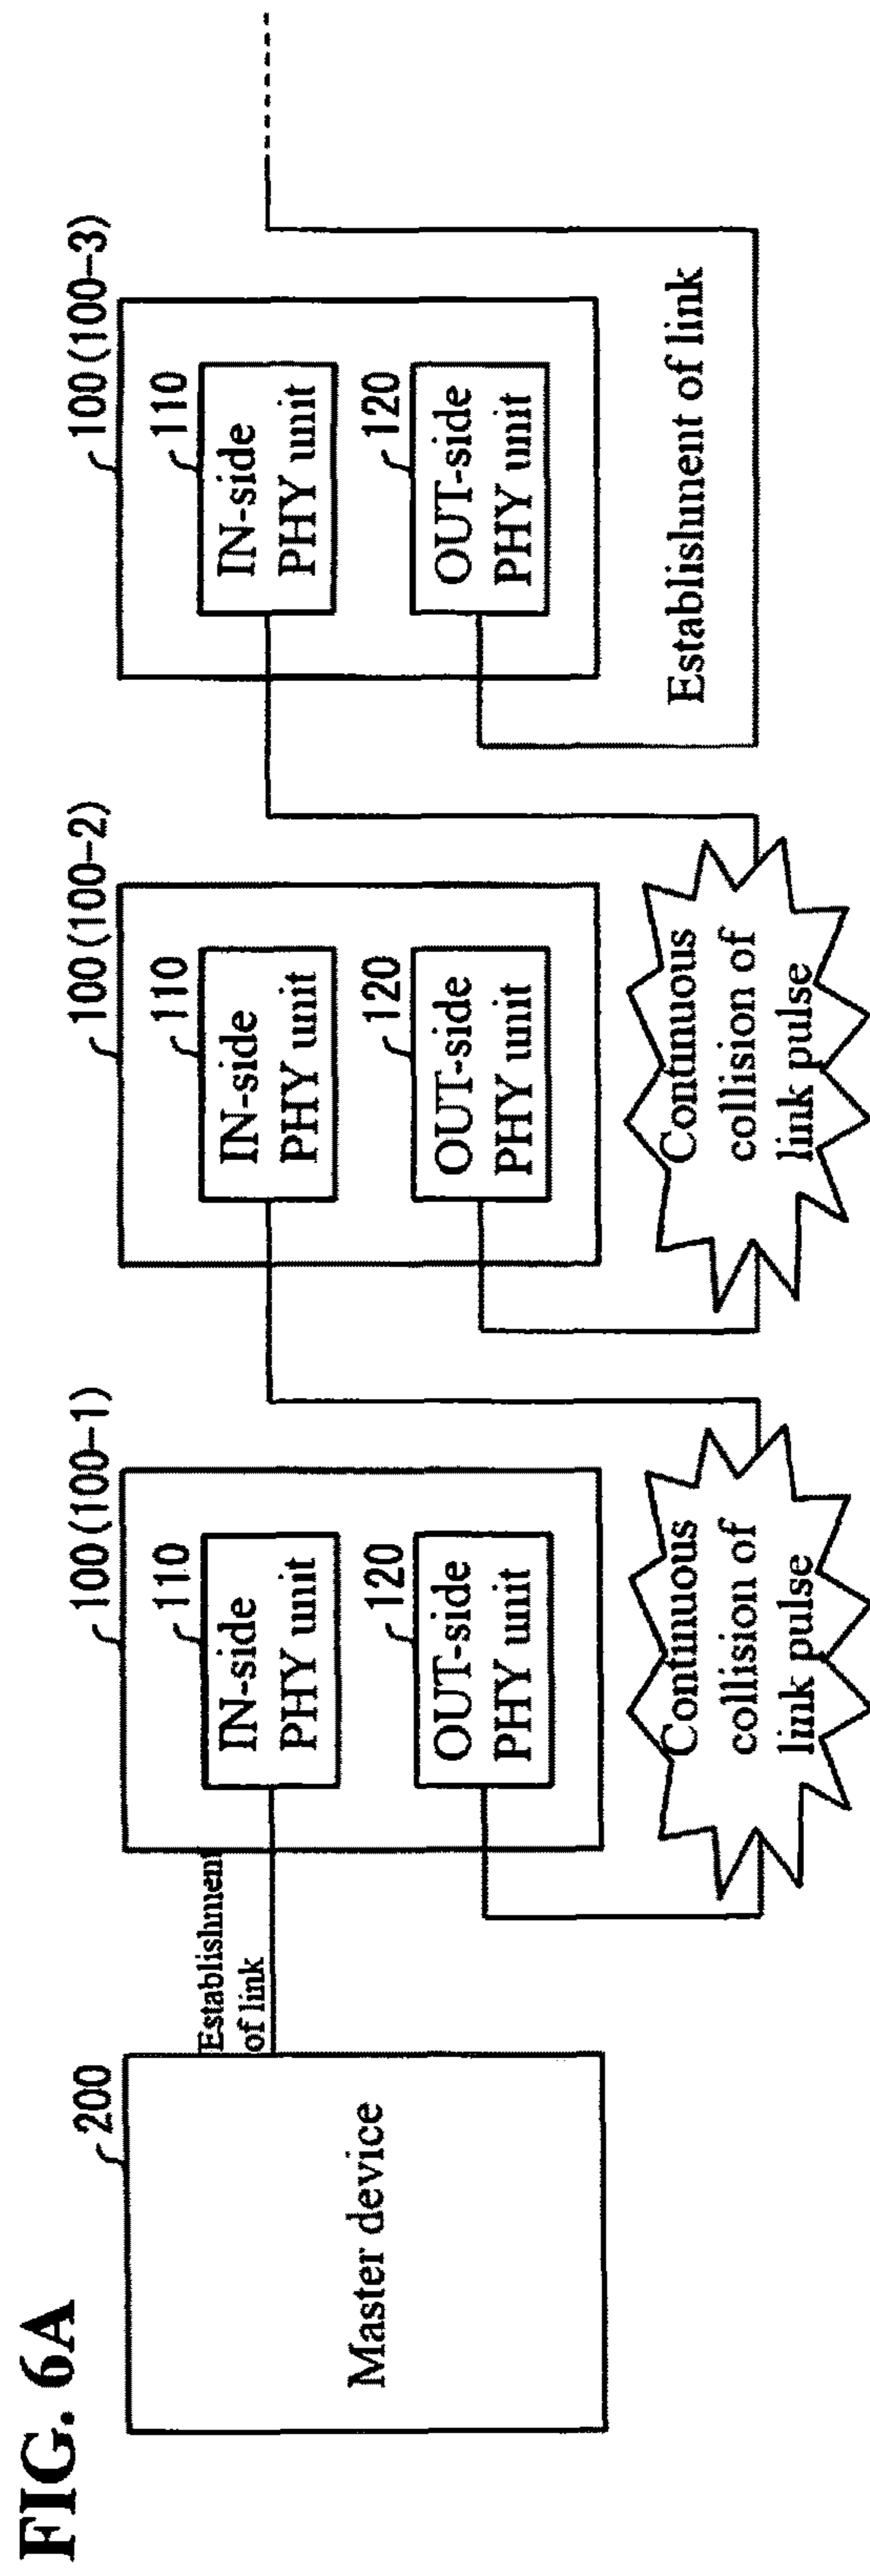 FIG. 6A
200
Master device
Establishment
of link
100 (100-1)
110
IN-side
PHY unit
120
OUT-side
PHY unit
Continuous
collision of
link pulse
100 (100-2)
110
IN-side
PHY unit
120
OUT-side
PHY unit
Continuous
collision of
link pulse
100 (100-3)
110
IN-side
PHY unit
120
OUT-side
PHY unit
Establishment of link